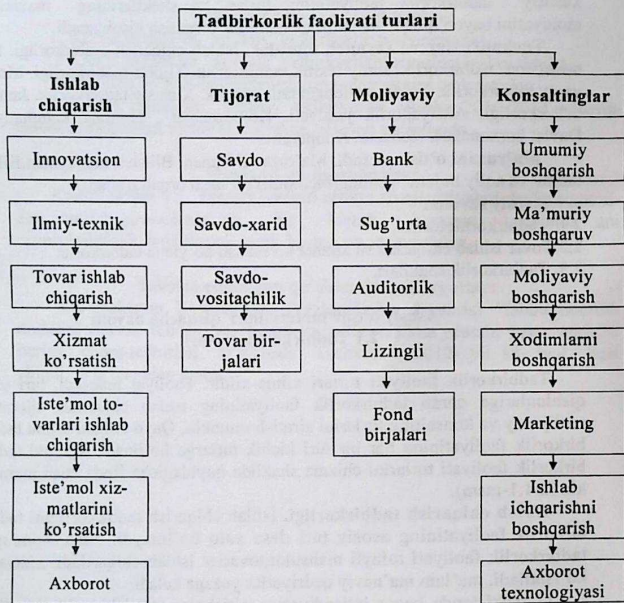 Tadbirkorlik faoliyati turlari
Ishlab
chiqarish
Innovatsion
Ilmiy-texnik
Tovar ishlab
chiqarish
Xizmat
ko'rsatish
Iste'mol to-
varlari ishlab
chiqarish
Iste'mol xiz-
matlarini
ko'rsatish
Axborot
Tijorat
Savdo
Savdo-xarid
Savdo-
vositachilik
Tovar bir-
jalari
Moliyaviy
Bank
Sug'urta
Auditorlik
Lizingli
Fond
birjalari
Konsaltinglar
Umumiy
boshqarish
Ma'muriy
boshqaruv
Moliyaviy
boshqarish
Xodimlarni
boshqarish
Marketing
Ishlab
ichqarishni
boshqarish
Axborot
texnologiyasi